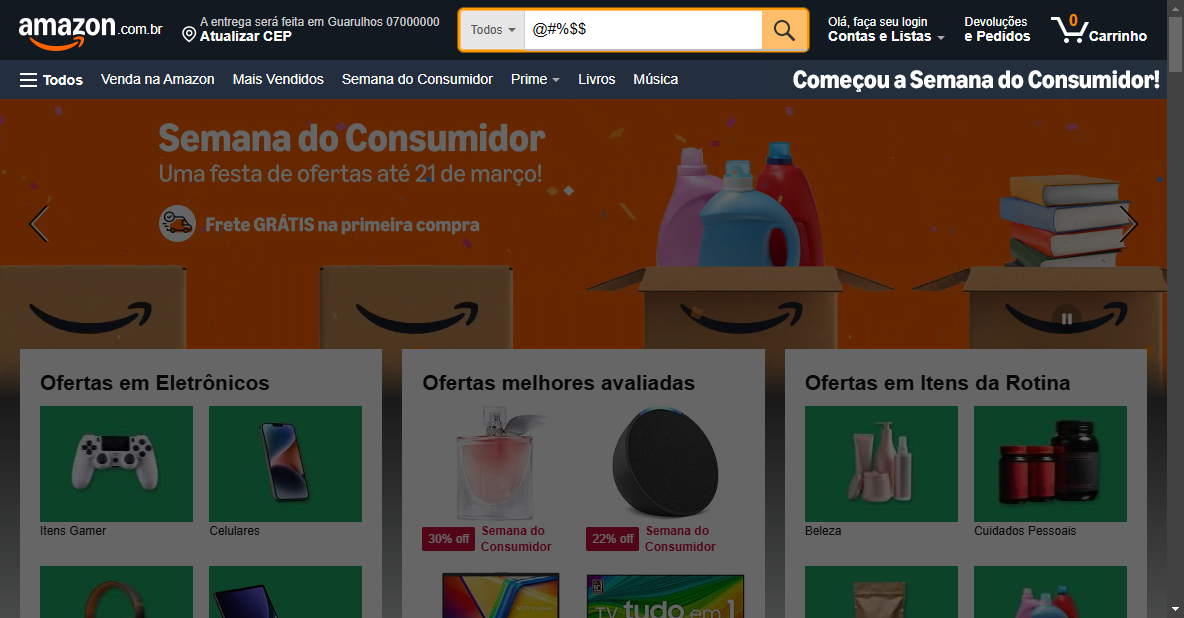 amazon.com.br
A entrega será feita em Guarulhos 07000000
Atualizar CEP
Todos
@#%$$
Olá, faça seu login
Contas e Listas
Devoluções
e Pedidos
0
Carrinho
Todos
Venda na Amazon
Mais Vendidos
Semana do Consumidor
Prime
Livros
Música
Começou a Semana do Consumidor!
Semana do Consumidor
Uma festa de ofertas até 21 de março!
Frete GRÁTIS na primeira compra
Ofertas em Eletrônicos
Itens Gamer
Celulares
Ofertas melhores avaliadas
30% off
Semana do
Consumidor
22% off
Semana do
Consumidor
TV tudo em 1
Ofertas em Itens da Rotina
Beleza
Cuidados Pessoais